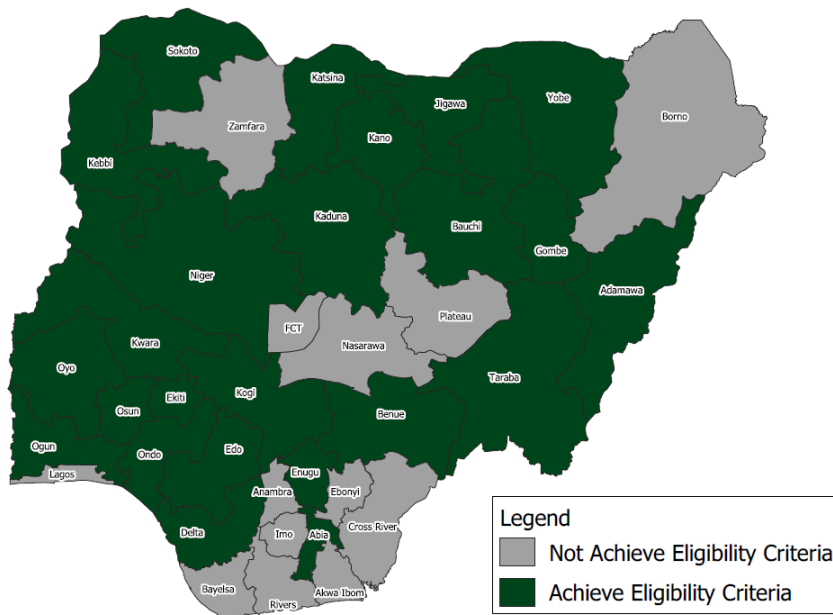 Sokoto
Katsina
Jigawa
Yobe
Borno
Zamfara
Kano
Kebbi
Kaduna
Bauchi
Gombe
Niger
Adamawa
FCT
Plateau
Nasarawa
Kwara
Oyo
Taraba
Kogi
Ekiti
Osun
Benue
Ogun
Ondo
Edo
Lagos
Enugu
Anambra
Ebonyi
Delta
Imo
Abia
Cross River
Bayelsa
Akwa Ibom
Rivers
Legend
Not Achieve Eligibility Criteria
Achieve Eligibility Criteria